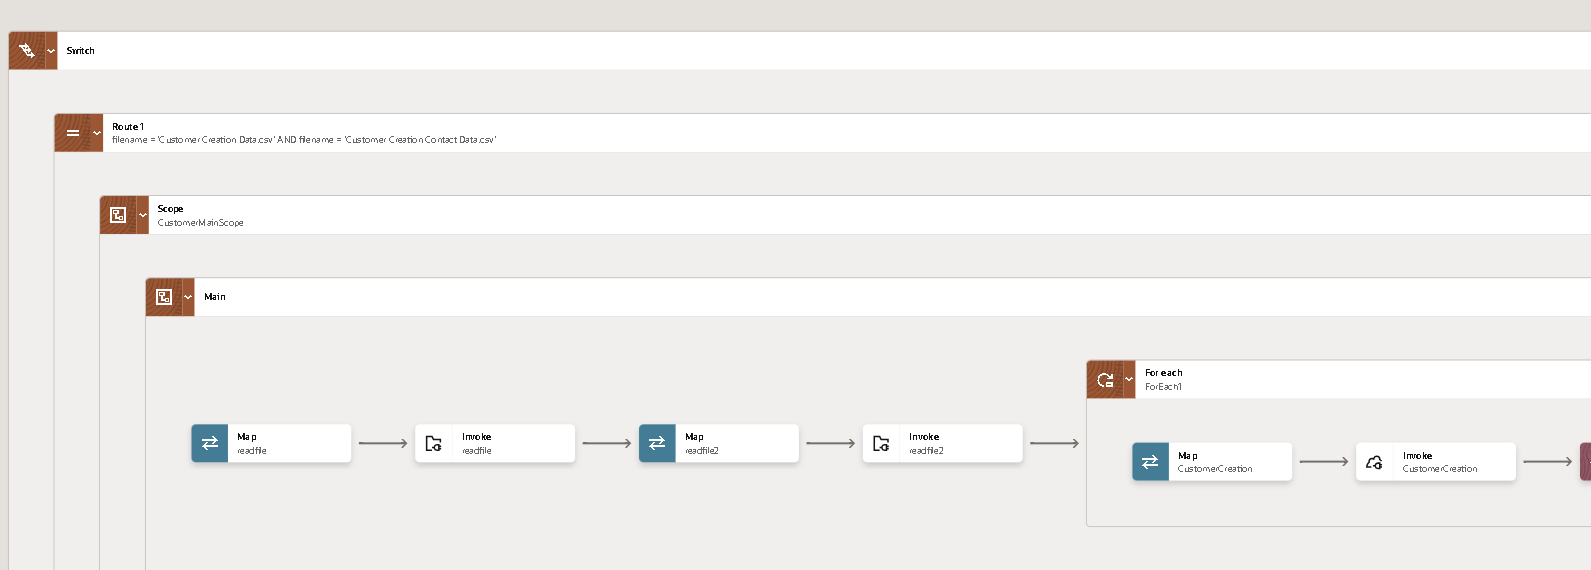 Switch
Route 1
filename = 'Customer Creation Data.csv' AND filename = 'Customer Creation Contact Data.csv'
Scope
CustomerMainScope
Main
For each
ForEach1
Map
readfile
Invoke
readfile
Map
readfile2
Invoke
readfile2
Map
CustomerCreation
Invoke
CustomerCreation